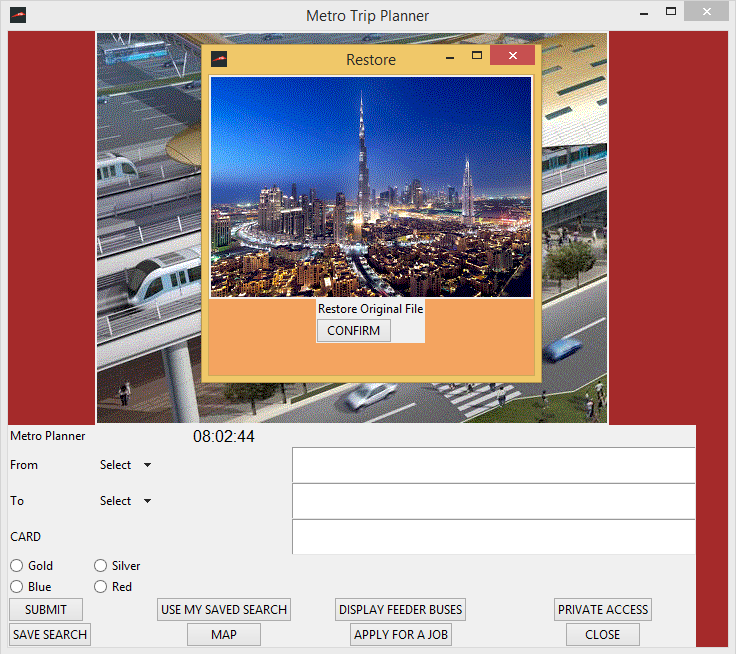 Metro Trip Planner
Restore
Restore Original File
CONFIRM
Metro Planner 08:02:44
From Select
To Select
CARD
Gold Silver
Blue Red
SUBMIT USE MY SAVED SEARCH DISPLAY FEEDER BUSES PRIVATE ACCESS
SAVE SEARCH MAP APPLY FOR A JOB CLOSE